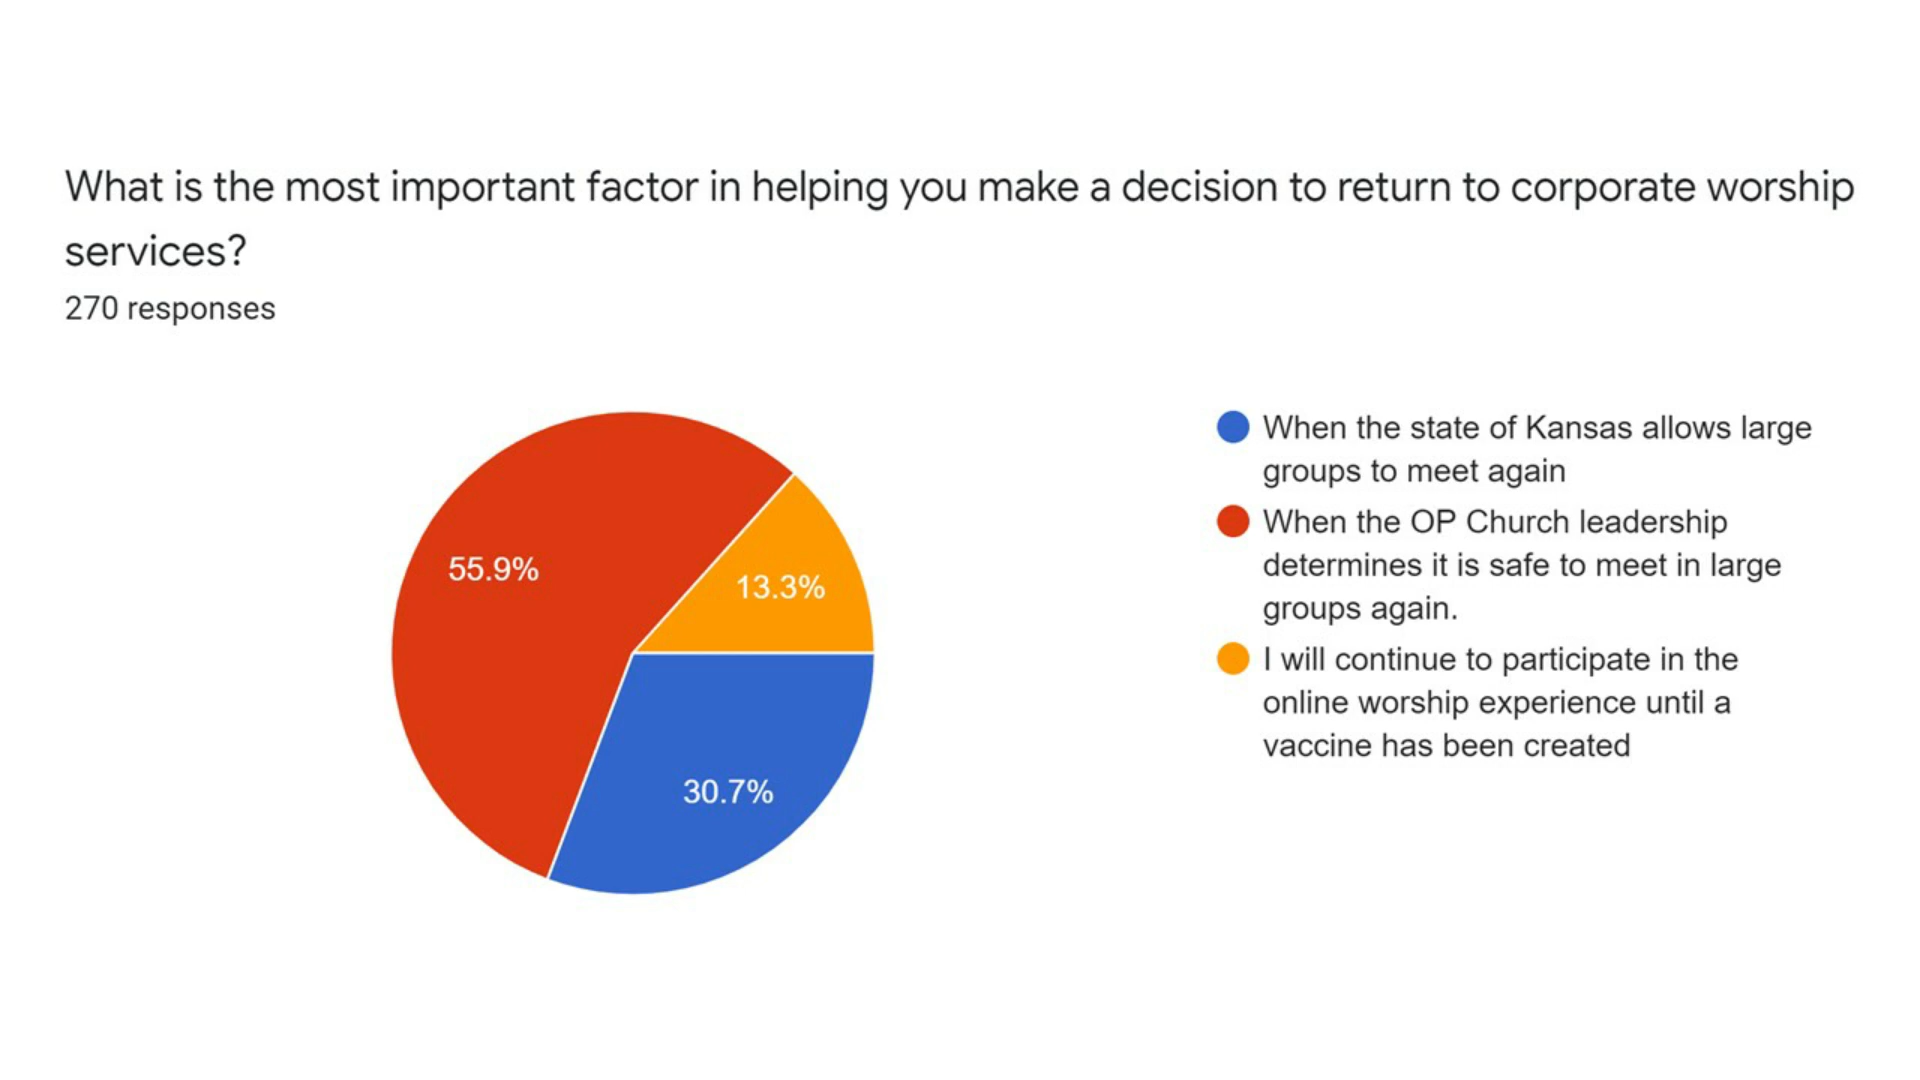 What is the most important factor in helping you make a decision to return to corporate worship
services?
270 responses
55.9%
13.3%
30.7%
When the state of Kansas allows large
groups to meet again
When the OP Church leadership
determines it is safe to meet in large
groups again.
I will continue to participate in the
online worship experience until a
vaccine has been created